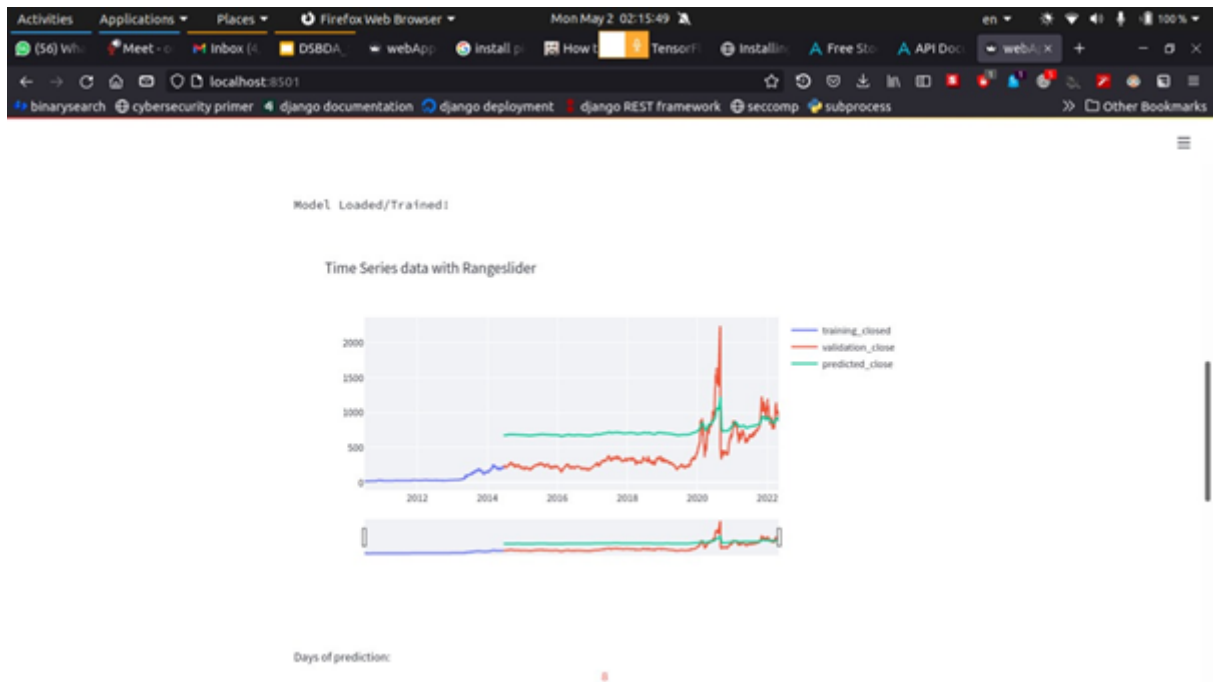 Activities Applications Places Firefox Web Browser Mon May 2 02:15:49 en 100%
(56) Wh Meet - Inbox (4, DSBDA_ webApp install p How t TensorFl Installin Free Sto API Doc webA
localhost:8501
binarysearch cybersecurity primer django documentation django deployment django REST framework seccomp subprocess Other Bookmarks
Model Loaded/Trained!
Time Series data with Rangeslider
training_closed
validation_close
predicted_close
2000
1500
1000
500
0
2012 2014 2016 2018 2020 2022
Days of prediction:
8